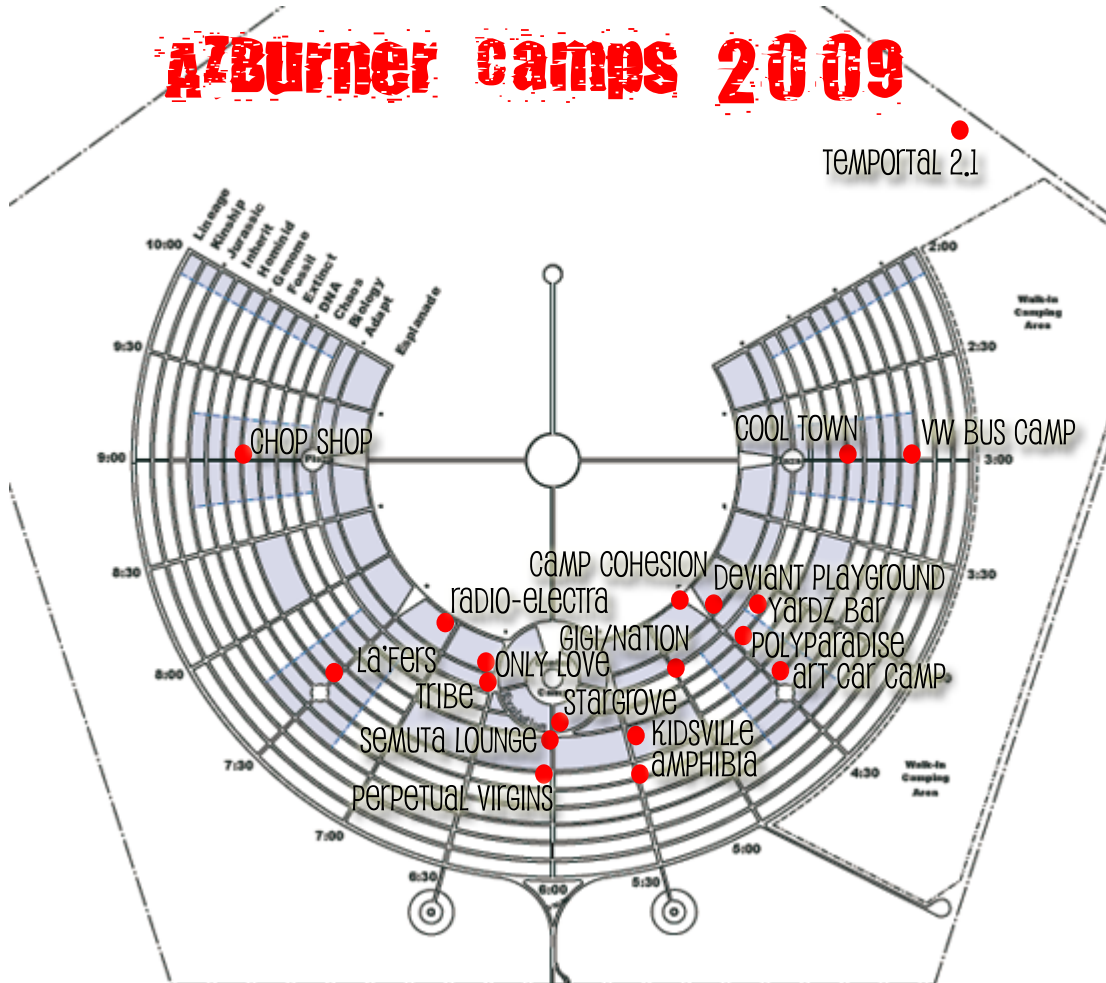 AZBurner Camps 2009
TEMPORTAL 2.1
Lineage
Kinship
Jurassic
Inherit
Hominid
Genome
Fossil
Extinct
DNA
Chaos
Biology
Adapt
Esplanade
10:00
2:00
Walk-in
Camping
Area
9:30
2:30
CHOP SHOP
COOL TOWN
VW BUS CAMP
9:00
3:00
CAMP COHESION
8:30
DEVIANT PLAYGROUND
3:30
RADIO-ELECTRA
YARDZ BAR
GIGI/NATION
POLYPARADISE
LA'FERS
ONLY LOVE
8:00
ART CAR CAMP
TRIBE
STARGROVE
SEMUTA LOUNGE
KIDSVILLE
7:30
AMPHIBIA
4:30
Walk-in
Camping
Area
PERPETUAL VIRGINS
7:00
5:00
6:30
6:00
5:30